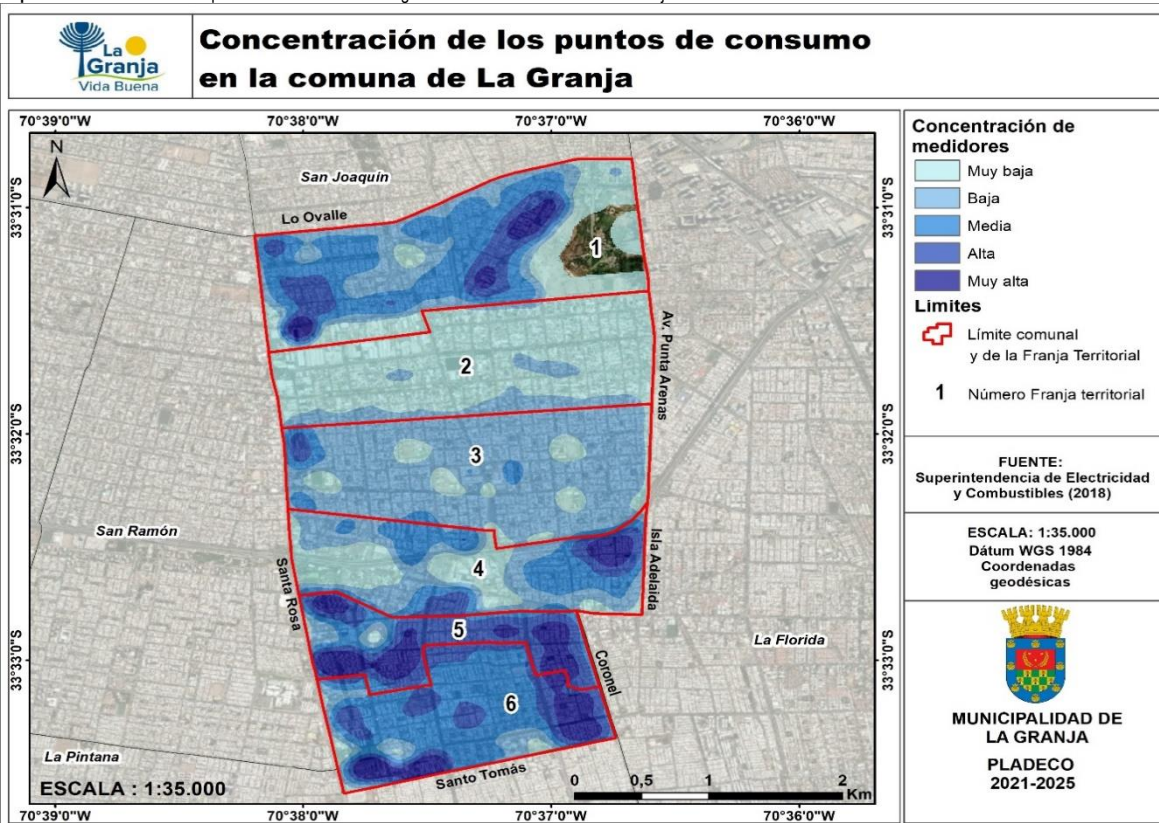 La
Granja
Vida Buena
Concentración de los puntos de consumo
en la comuna de La Granja
70°39'0"W
70°38'0"W
70°37'0"W
70°36'0"W
33°31'0"S
33°32'0"S
33°33'0"S
N
San Joaquín
Lo Ovalle
1
2
Av. Punta Arenas
3
San Ramón
4
Isla Adelaida
Santa Rosa
5
La Florida
Coronel
6
La Pintana
Santo Tomás
ESCALA : 1:35.000
0 0,5 1 2
Km
70°39'0"W
70°38'0"W
70°37'0"W
70°36'0"W
33°31'0"S
33°32'0"S
33°33'0"S
Concentración de
medidores
Muy baja
Baja
Media
Alta
Muy alta
Límites
Límite comunal
y de la Franja Territorial
1 Número Franja territorial
FUENTE:
Superintendencia de Electricidad
y Combustibles (2018)
ESCALA: 1:35.000
Dátum WGS 1984
Coordenadas
geodésicas
MUNICIPALIDAD DE
LA GRANJA
PLADECO
2021-2025